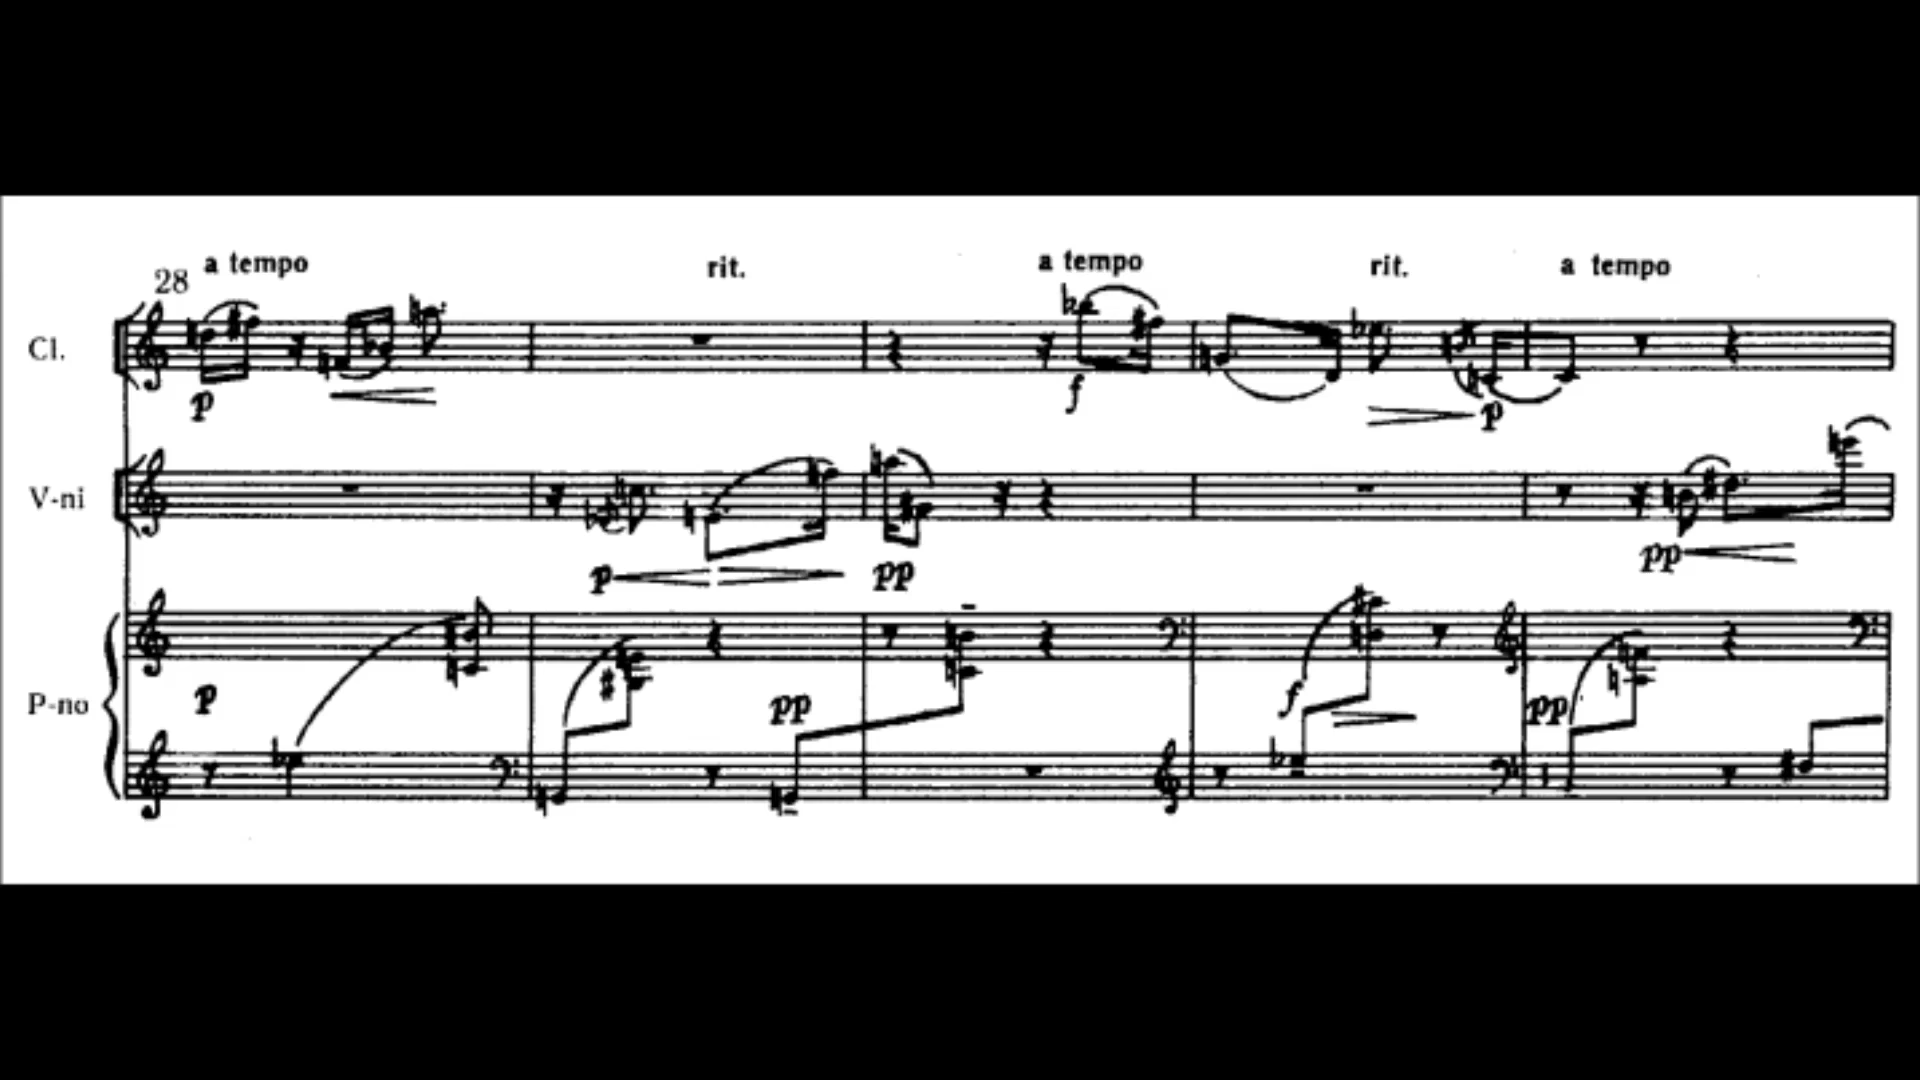 28 a tempo rit. a tempo rit. a tempo
Cl.
p f p
V-ni
p pp pp
P-no
p pp f pp